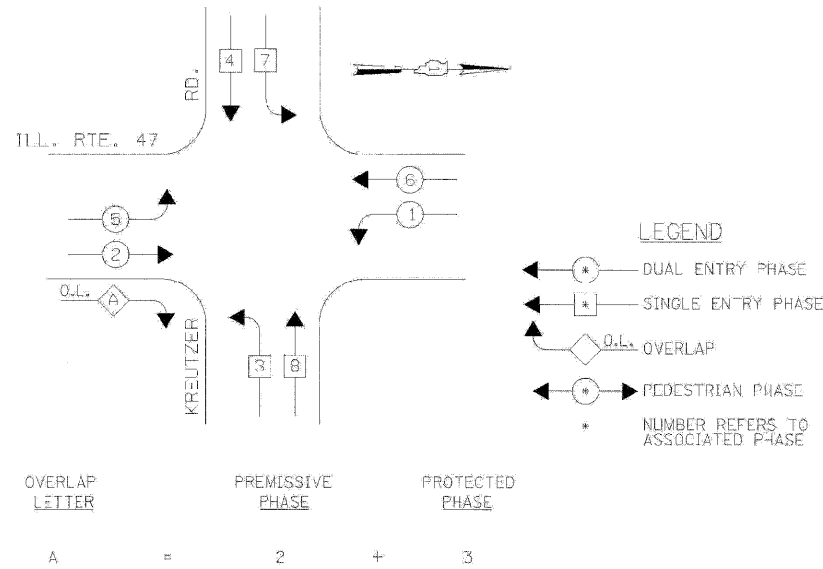 4 7
RD.
ILL. RTE. 47
6
5
1
2
O.L. A
KREUTZER
3 8
LEGEND
* DUAL ENTRY PHASE
* SINGLE ENTRY PHASE
O.L. OVERLAP
* PEDESTRIAN PHASE
* NUMBER REFERS TO
ASSOCIATED PHASE
OVERLAP PREMISSIVE PROTECTED
LETTER PHASE PHASE
A = 2 + 3